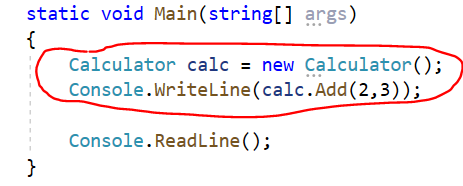 static void Main(string[] args)
{
Calculator calc = new Calculator();
Console.WriteLine(calc.Add(2,3));
Console.ReadLine();
}